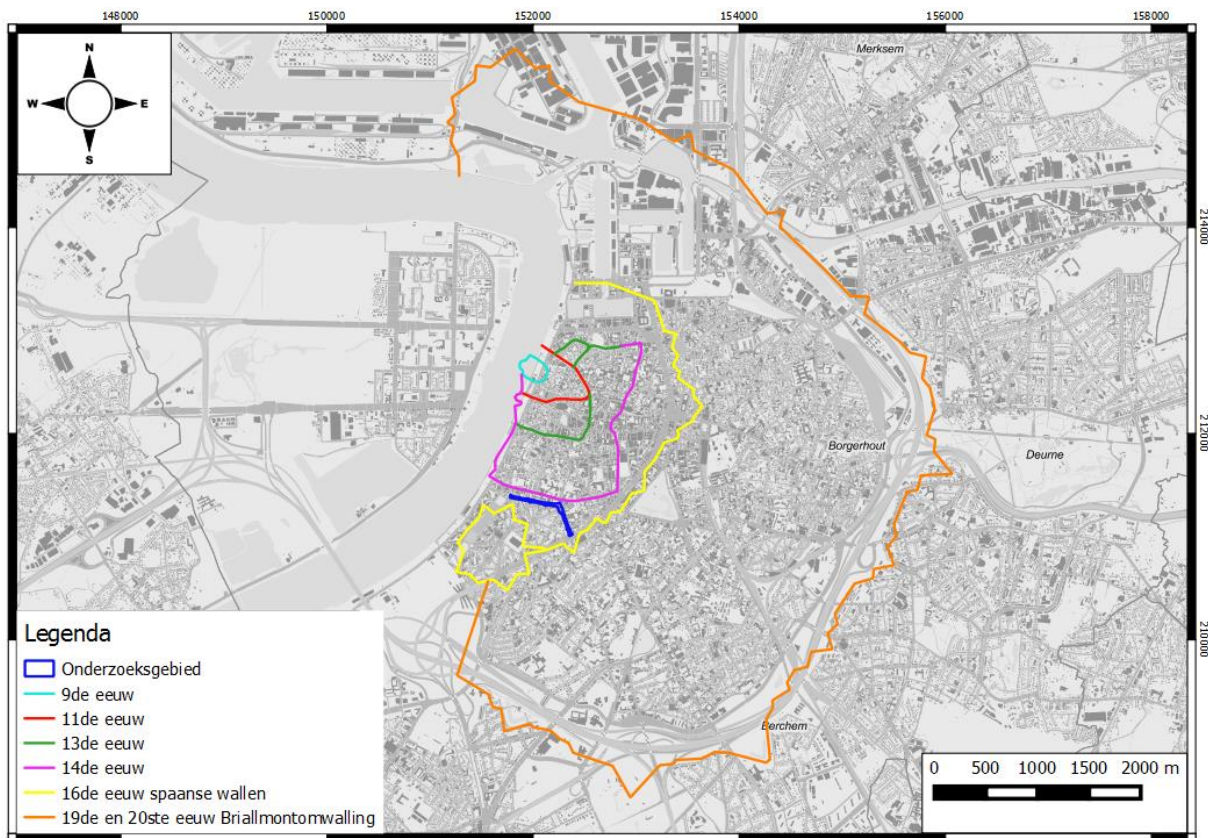 148000 150000 152000 154000 156000 158000
N
W E
S
Merksem
214000
212000
Borgerhout
Deurne
210000
Berchem
Legenda
Onderzoeksgebied
9de eeuw
11de eeuw
13de eeuw
14de eeuw
16de eeuw spaanse wallen
19de en 20ste eeuw Briallmontomwalling
0 500 1000 1500 2000 m